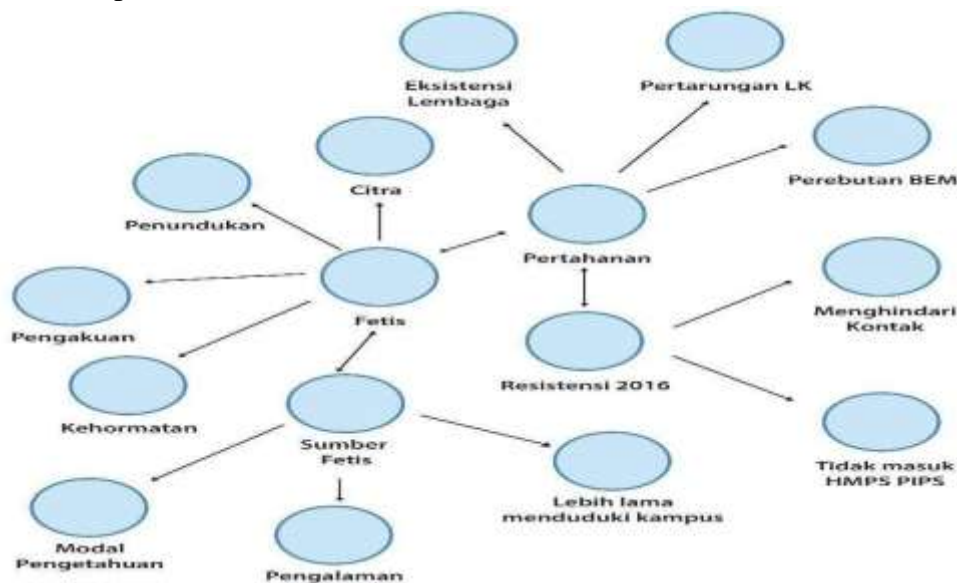 Eksistensi
Lembaga
Pertarungan LK
Citra
Perebutan BEM
Penundukan
Pertahanan
Fetis
Menghindari
Kontak
Pengakuan
Resistensi 2016
Kehormatan
Sumber
Fetis
Tidak masuk
HMPS PIPS
Lebih lama
menduduki kampus
Modal
Pengetahuan
Pengalaman